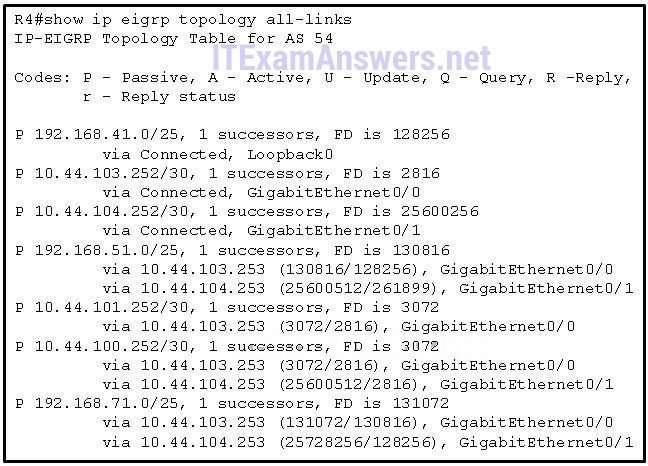 R4#show ip eigrp topology all-links
IP-EIGRP Topology Table for AS 54
ITExamAnswers.net
Codes: P - Passive, A - Active, U - Update, Q - Query, R -Reply,
r - Reply status
P 192.168.41.0/25, 1 successors, FD is 128256
via Connected, Loopback0
P 10.44.103.252/30, 1 successors, FD is 2816
via Connected, GigabitEthernet0/0
P 10.44.104.252/30, 1 successors, FD is 25600256
via Connected, GigabitEthernet0/1
P 192.168.51.0/25, 1 successors, FD is 130816
via 10.44.103.253 (130816/128256), GigabitEthernet0/0
via 10.44.104.253 (25600512/261899), GigabitEthernet0/1
P 10.44.101.252/30, 1 successors, FD is 3072
via 10.44.103.253 (3072/2816), GigabitEthernet0/0
P 10.44.100.252/30, 1 successors, FD is 3072
via 10.44.103.253 (3072/2816), GigabitEthernet0/0
via 10.44.104.253 (25600512/2816), GigabitEthernet0/1
P 192.168.71.0/25, 1 successors, FD is 131072
via 10.44.103.253 (131072/130816), GigabitEthernet0/0
via 10.44.104.253 (25728256/128256), GigabitEthernet0/1